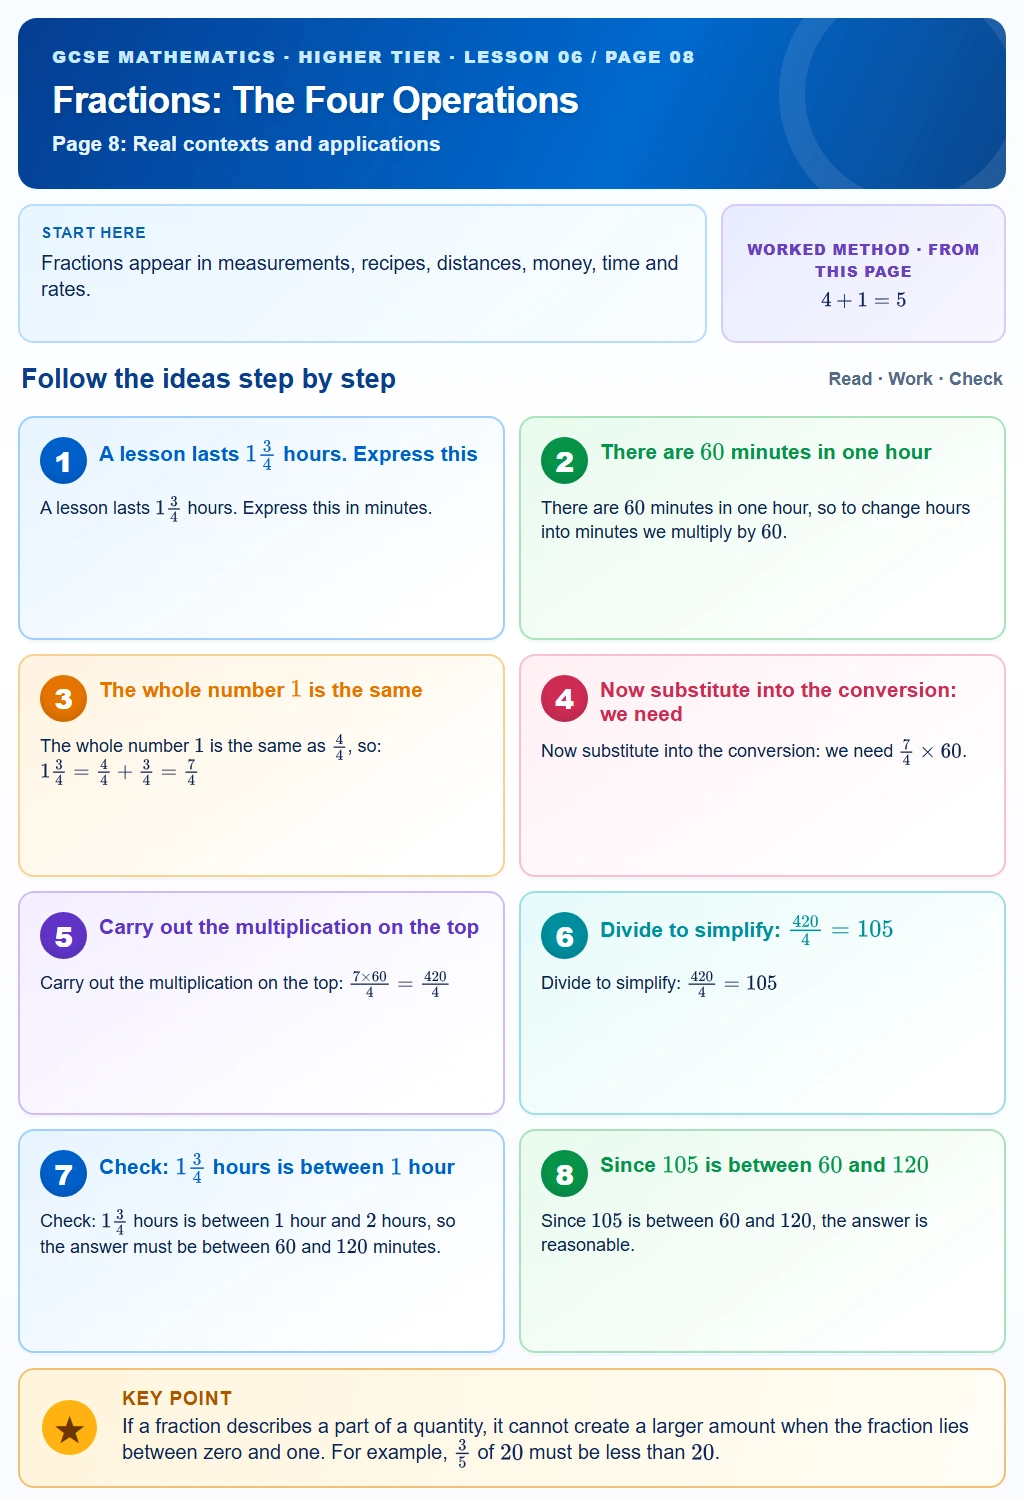 GCSE MATHEMATICS · HIGHER TIER · LESSON 06 / PAGE 08
Fractions: The Four Operations
Page 8: Real contexts and applications
START HERE
Fractions appear in measurements, recipes, distances, money, time and
rates.
WORKED METHOD · FROM
THIS PAGE
4 + 1 = 5
Follow the ideas step by step
Read · Work · Check
1
A lesson lasts 1 3/4 hours. Express this
A lesson lasts 1 3/4 hours. Express this in minutes.
2
There are 60 minutes in one hour
There are 60 minutes in one hour, so to change hours
into minutes we multiply by 60.
3
The whole number 1 is the same
The whole number 1 is the same as 4/4, so:
1 3/4 = 4/4 + 3/4 = 7/4
4
Now substitute into the conversion:
we need
Now substitute into the conversion: we need 7/4 × 60.
5
Carry out the multiplication on the top
Carry out the multiplication on the top: 7×60/4 = 420/4
6
Divide to simplify: 420/4 = 105
Divide to simplify: 420/4 = 105
7
Check: 1 3/4 hours is between 1 hour
Check: 1 3/4 hours is between 1 hour and 2 hours, so
the answer must be between 60 and 120 minutes.
8
Since 105 is between 60 and 120
Since 105 is between 60 and 120, the answer is
reasonable.
KEY POINT
If a fraction describes a part of a quantity, it cannot create a larger amount when the fraction lies
between zero and one. For example, 3/5 of 20 must be less than 20.